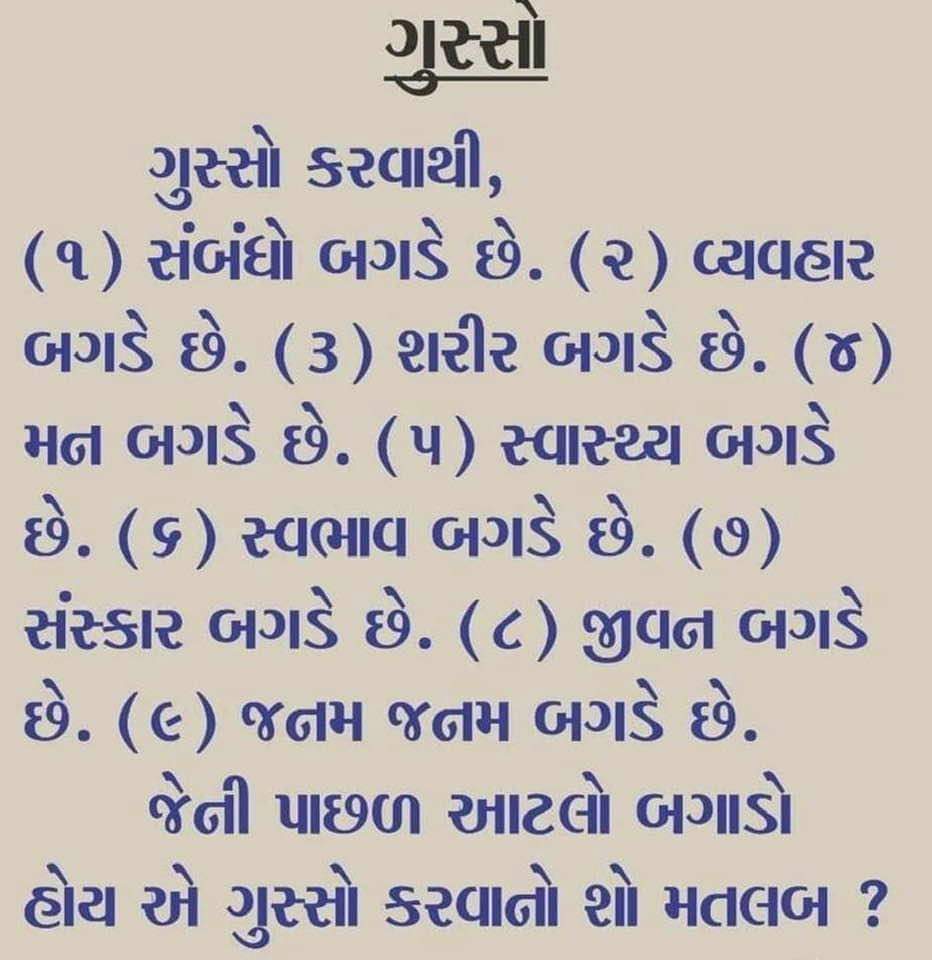 ગુસ્સો
ગુસ્સો કરવાથી,
(૧) સંબંધો બગડે છે. (૨) વ્યવહાર
બગડે છે. (૩) શરીર બગડે છે. (૪)
મન બગડે છે. (૫) સ્વાસ્થ્ય બગડે
છે. (૬) સ્વભાવ બગડે છે. (૭)
સંસ્કાર બગડે છે. (૮) જીવન બગડે
છે. (૯) જનમ જનમ બગડે છે.
જેની પાછળ આટલો બગાડો
હોય એ ગુસ્સો કરવાનો શો મતલબ ?